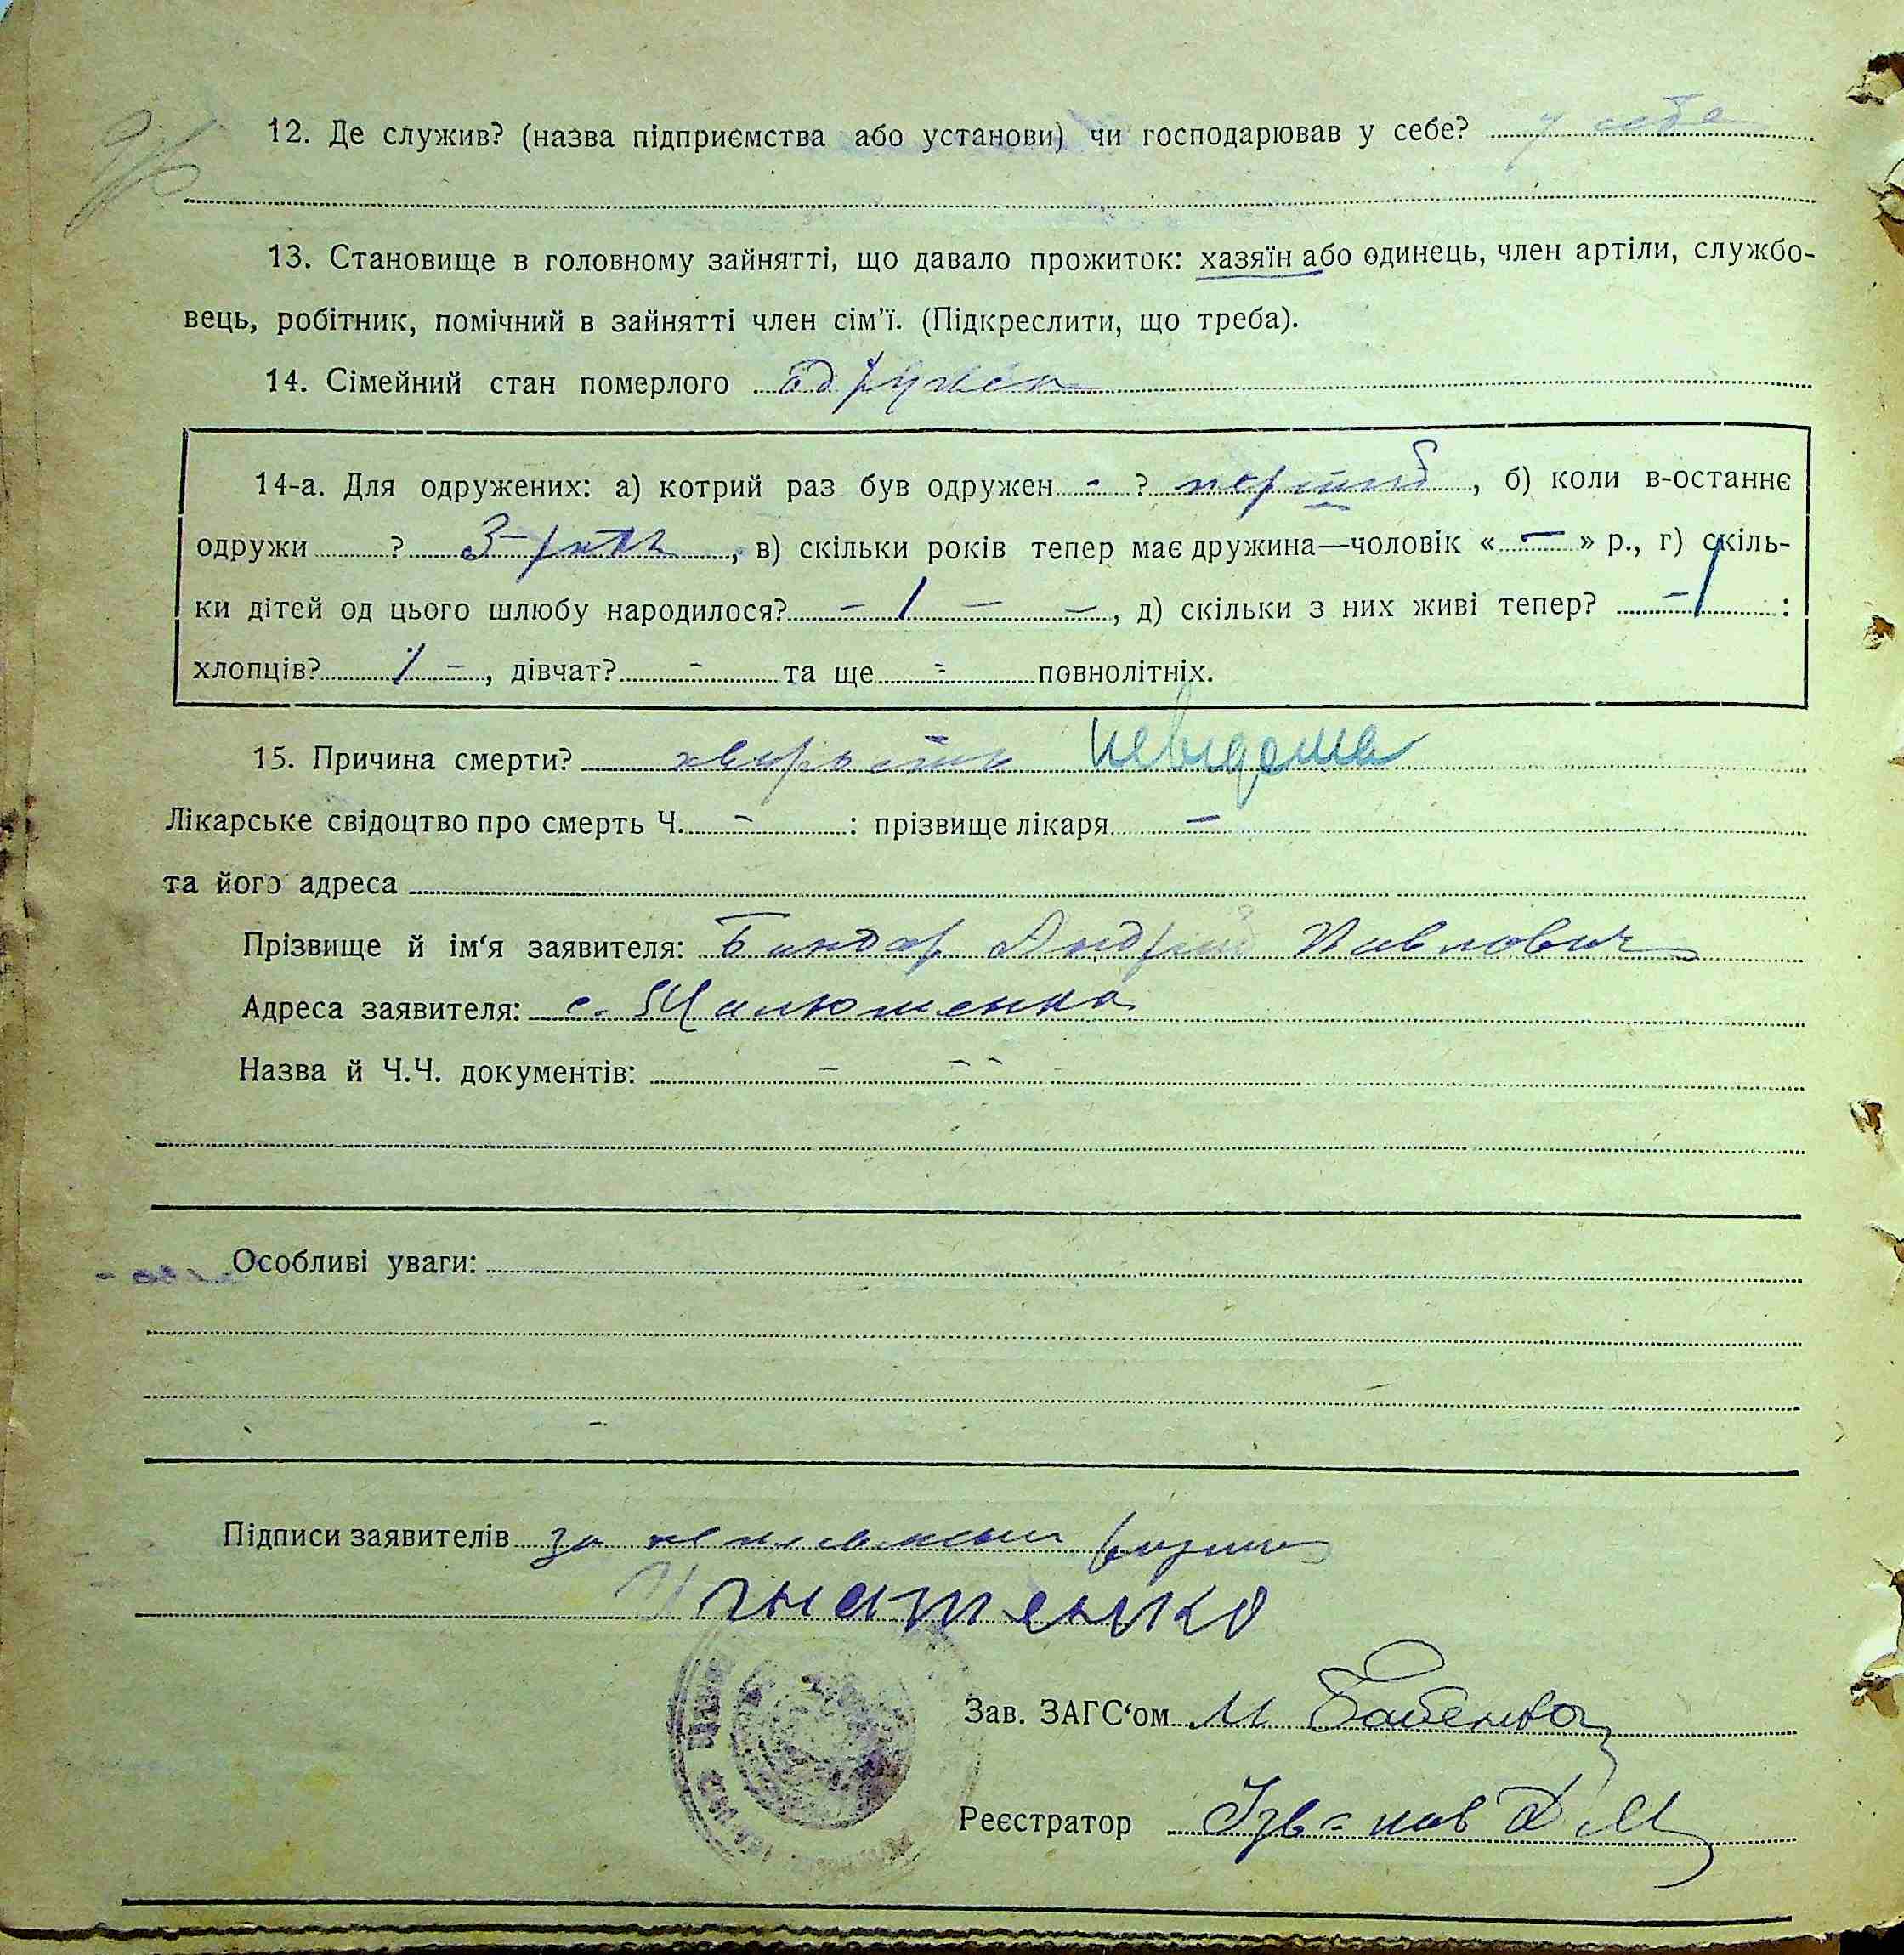 12. Де служив? (назва підприємства або установи) чи господарював у себе? у себе
13. Становище в головному зайнятті, що давало прожиток: хазяїн або одинець, член артіли, службо-
вець, робітник, помічний в зайнятті член сім’ї. (Підкреслити, що треба).
14. Сімейний стан померлого одружен
14-а. Для одружених: а) котрий раз був одружен - ? перший, б) коли в-останнє
одружи ? 3-роки, в) скільки років тепер має дружина—чоловік « — » р., г) скіль-
ки дітей од цього шлюбу народилося? - 1 - -, д) скільки з них живі тепер? -1 :
хлопців? 1 -, дівчат? - та ще - повнолітніх.
15. Причина смерти? невідома
Лікарське свідоцтво про смерть Ч. - : прізвище лікаря —
та його адреса
Прізвище й ім‘я заявителя: Бондар Андрій Павлович
Адреса заявителя: с.
Назва й Ч.Ч. документів: - - -
Особливі уваги:
Підписи заявителів за
Ігнатенко
Зав. ЗАГС‘ом М Бабенко
Реєстратор